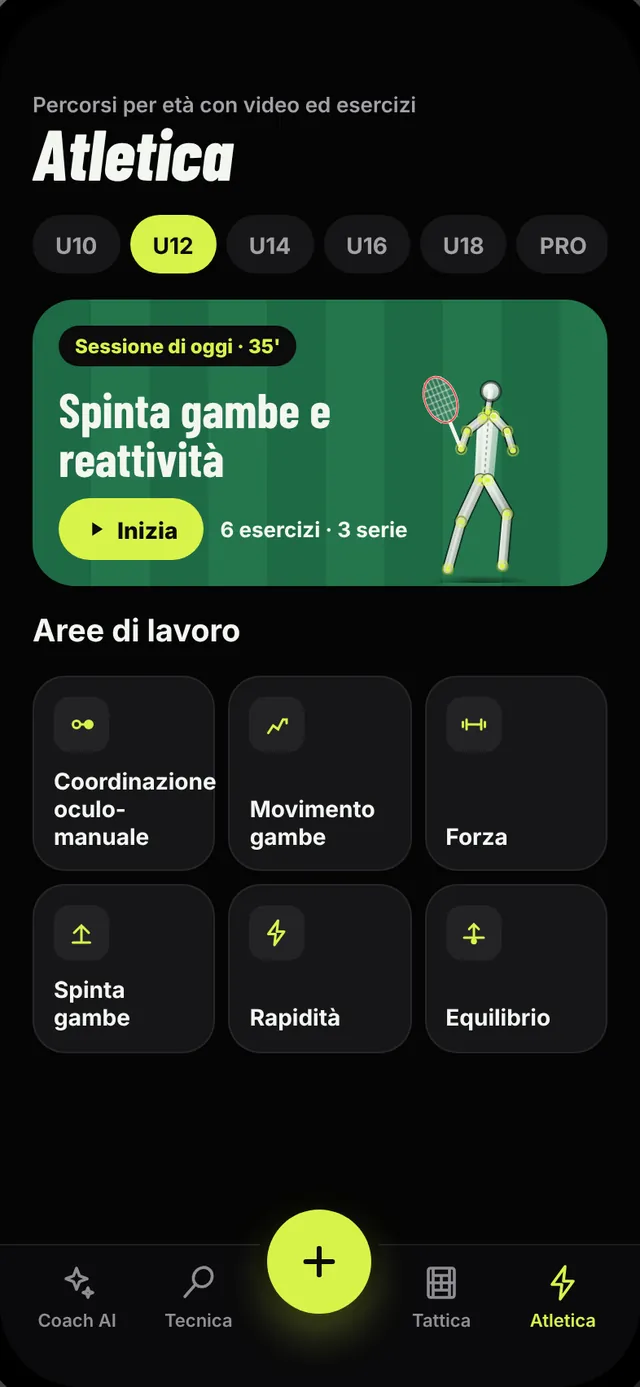 Percorsi per età con video ed esercizi
Atletica
U10 U12 U14 U16 U18 PRO
Sessione di oggi · 35'
Spinta gambe e
reattività
Inizia
6 esercizi · 3 serie
Aree di lavoro
Coordinazione
oculo-
manuale
Movimento
gambe
Forza
Spinta
gambe
Rapidità
Equilibrio
Coach AI
Tecnica
Tattica
Atletica